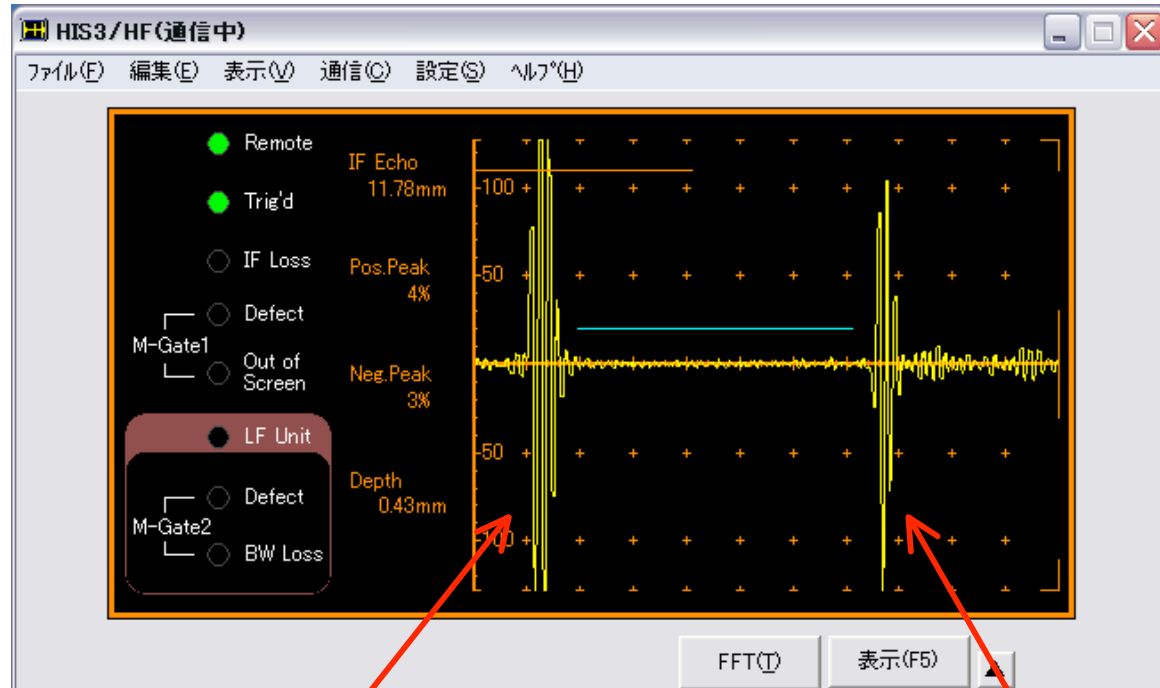 HIS3/HF(通信中)
ファイル(F) 編集(E) 表示(V) 通信(C) 設定(S) ヘルプ(H)
Remote
Trig'd
IF Loss
Defect
M-Gate1
Out of
Screen
LF Unit
Defect
M-Gate2
BW Loss
IF Echo
11.78mm
Pos.Peak
4%
Neg.Peak
3%
Depth
0.43mm
100
50
50
100
FFT(T) 表示(F5)